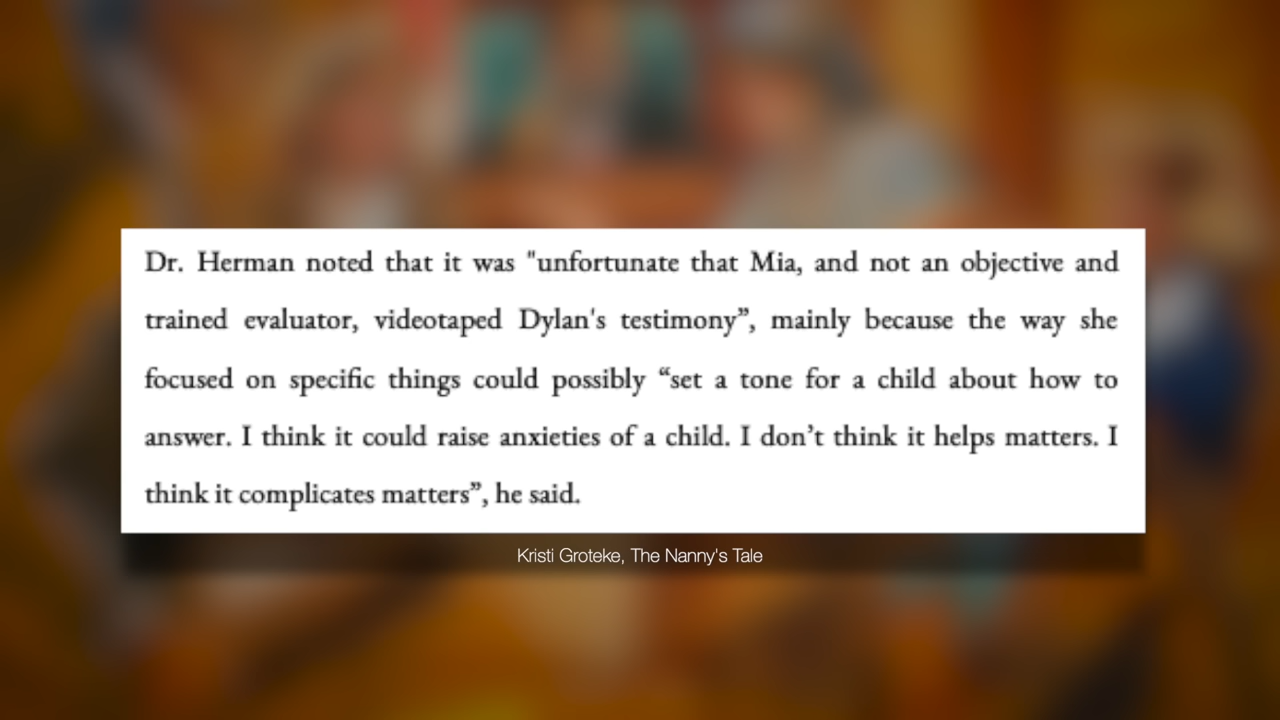 Dr. Herman noted that it was "unfortunate that Mia, and not an objective and
trained evaluator, videotaped Dylan's testimony”, mainly because the way she
focused on specific things could possibly “set a tone for a child about how to
answer. I think it could raise anxieties of a child. I don’t think it helps matters. I
think it complicates matters”, he said.
Kristi Groteke, The Nanny's Tale